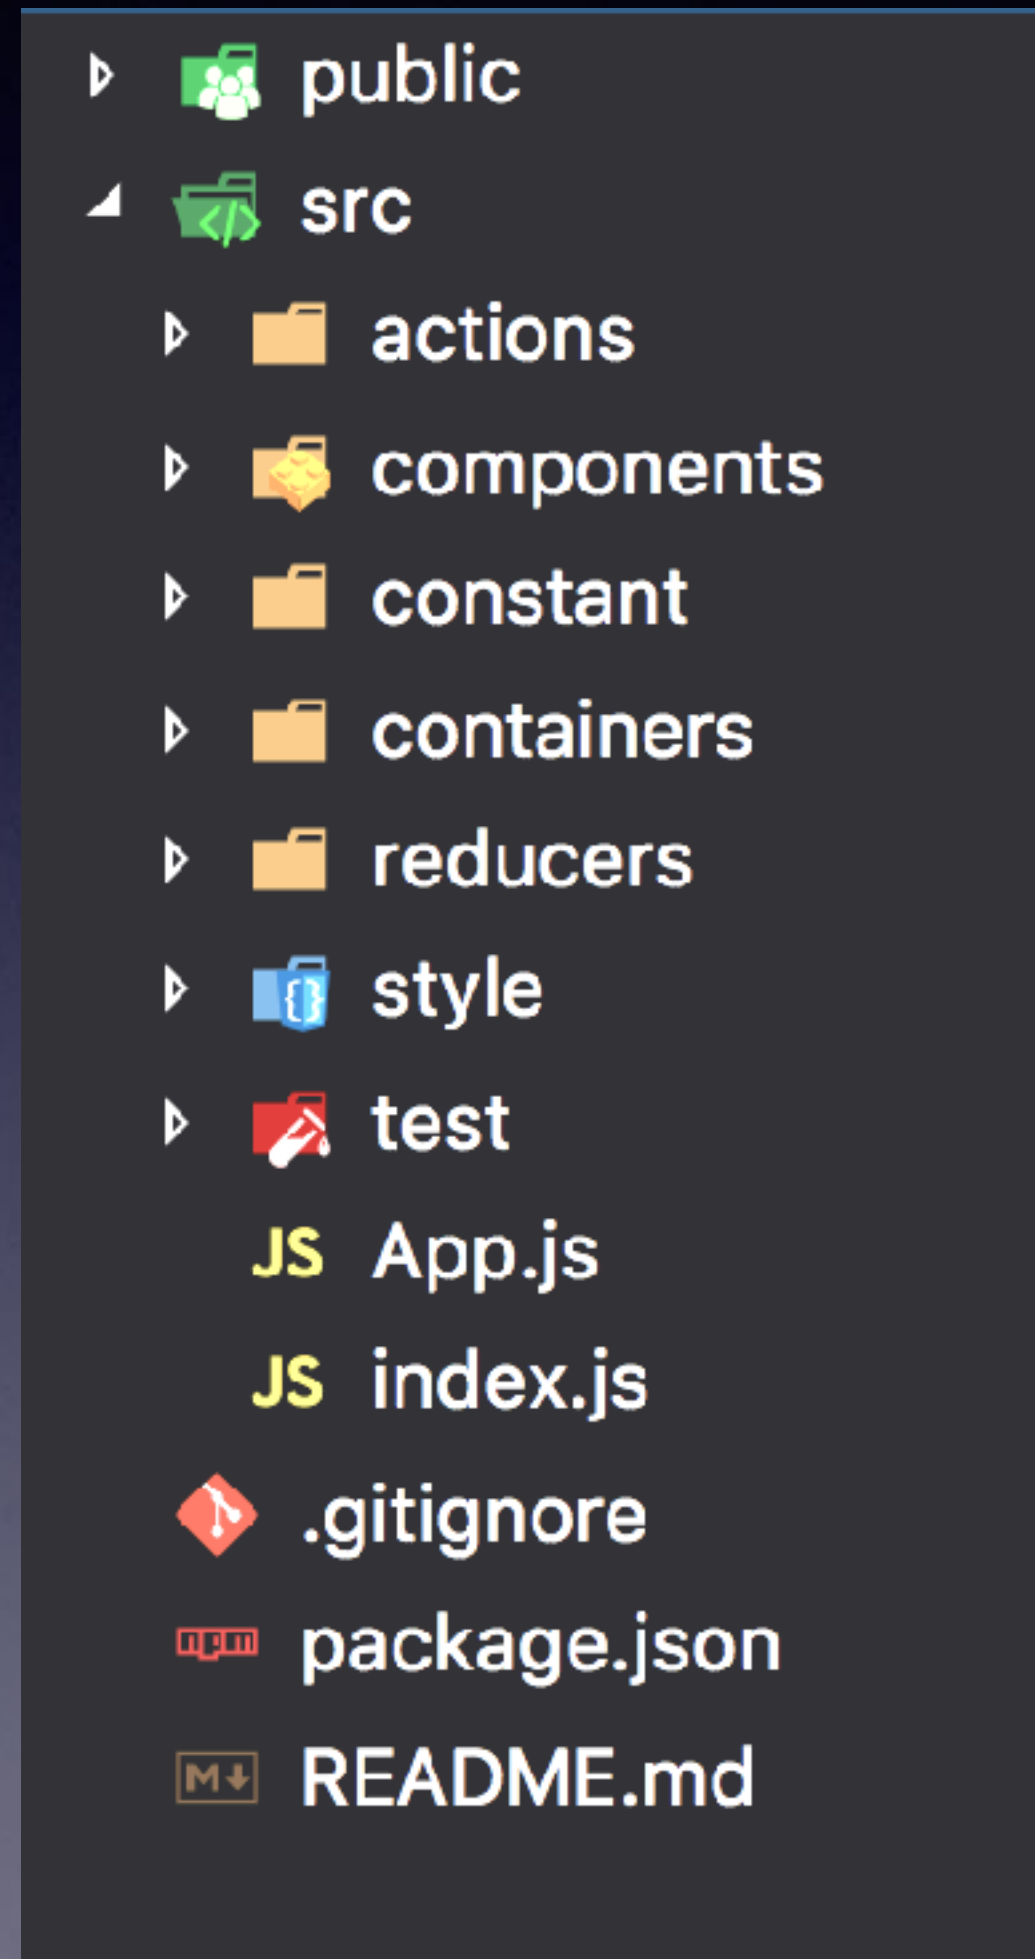 public
src
actions
components
constant
containers
reducers
style
test
JS App.js
JS index.js
.gitignore
npm package.json
M README.md